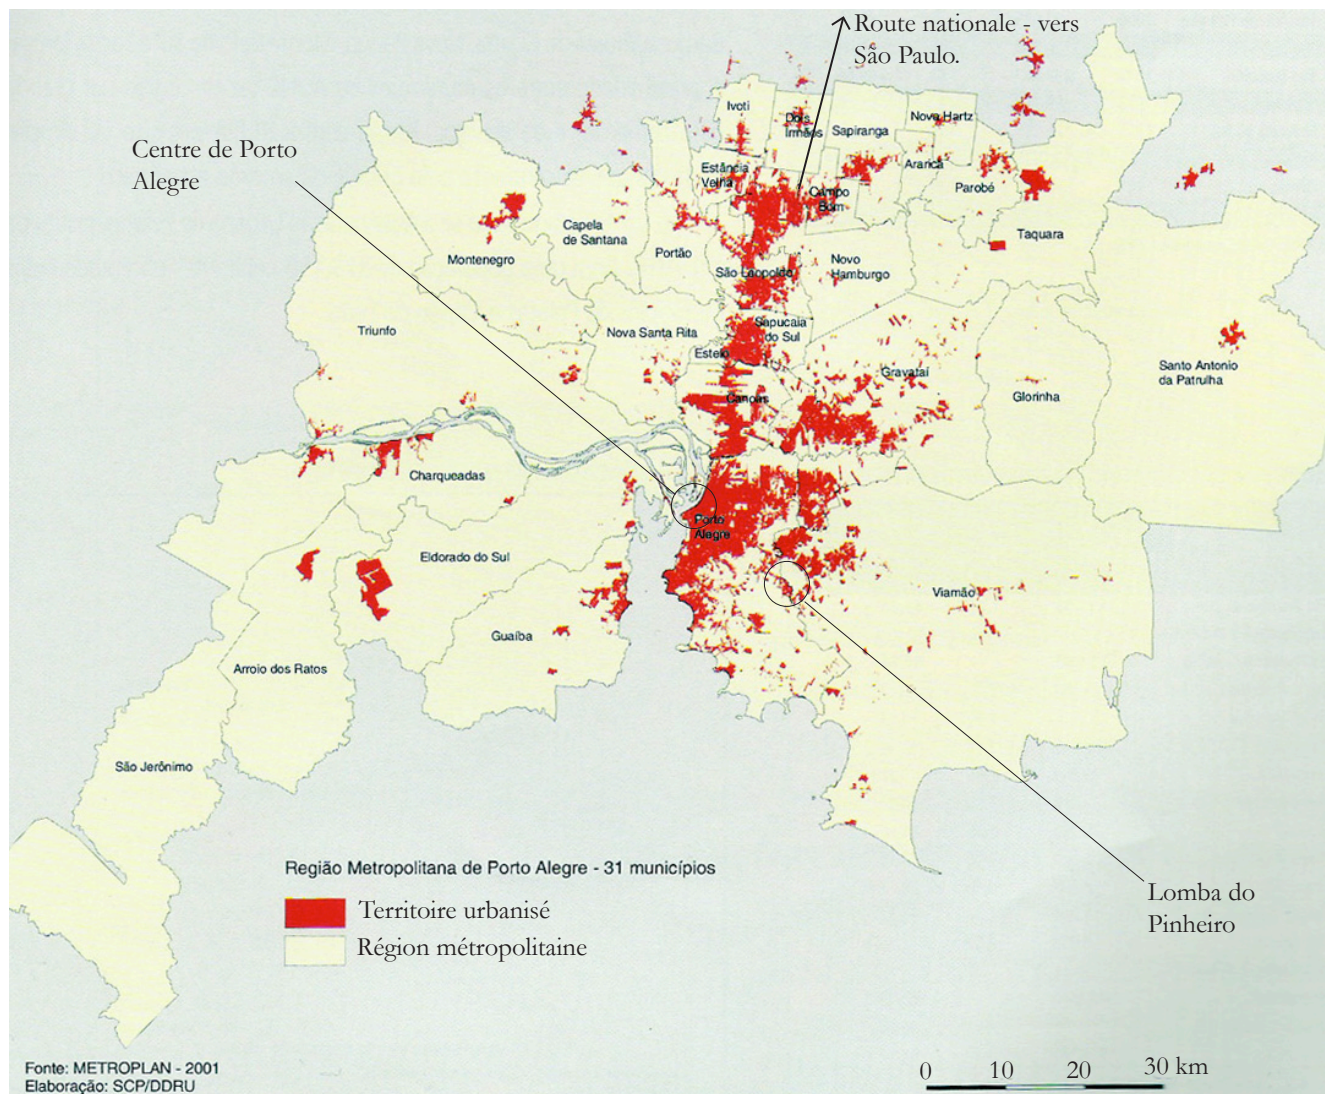 Route nationale - vers
Sâo Paulo.
Centre de Porto
Alegre
Ivoti
Dois
Irmãos
Sapiranga
Nova Hartz
Estância
Velha
Araricá
Campo
Bom
Parobé
Capela
de Santana
Taquara
Montenegro
Portão
Novo
Hamburgo
São Leopoldo
Triunfo
Nova Santa Rita
Sapucaia
do Sul
Esteio
Gravataí
Santo Antonio
da Patrulha
Canoas
Glorinha
Charqueadas
Porto
Alegre
Eldorado do Sul
Viamão
Guaíba
Arroio dos Ratos
São Jerônimo
Região Metropolitana de Porto Alegre - 31 municípios
Territoire urbanisé
Région métropolitaine
Lomba do
Pinheiro
Fonte: METROPLAN - 2001
Elaboração: SCP/DDRU
0 10 20 30 km